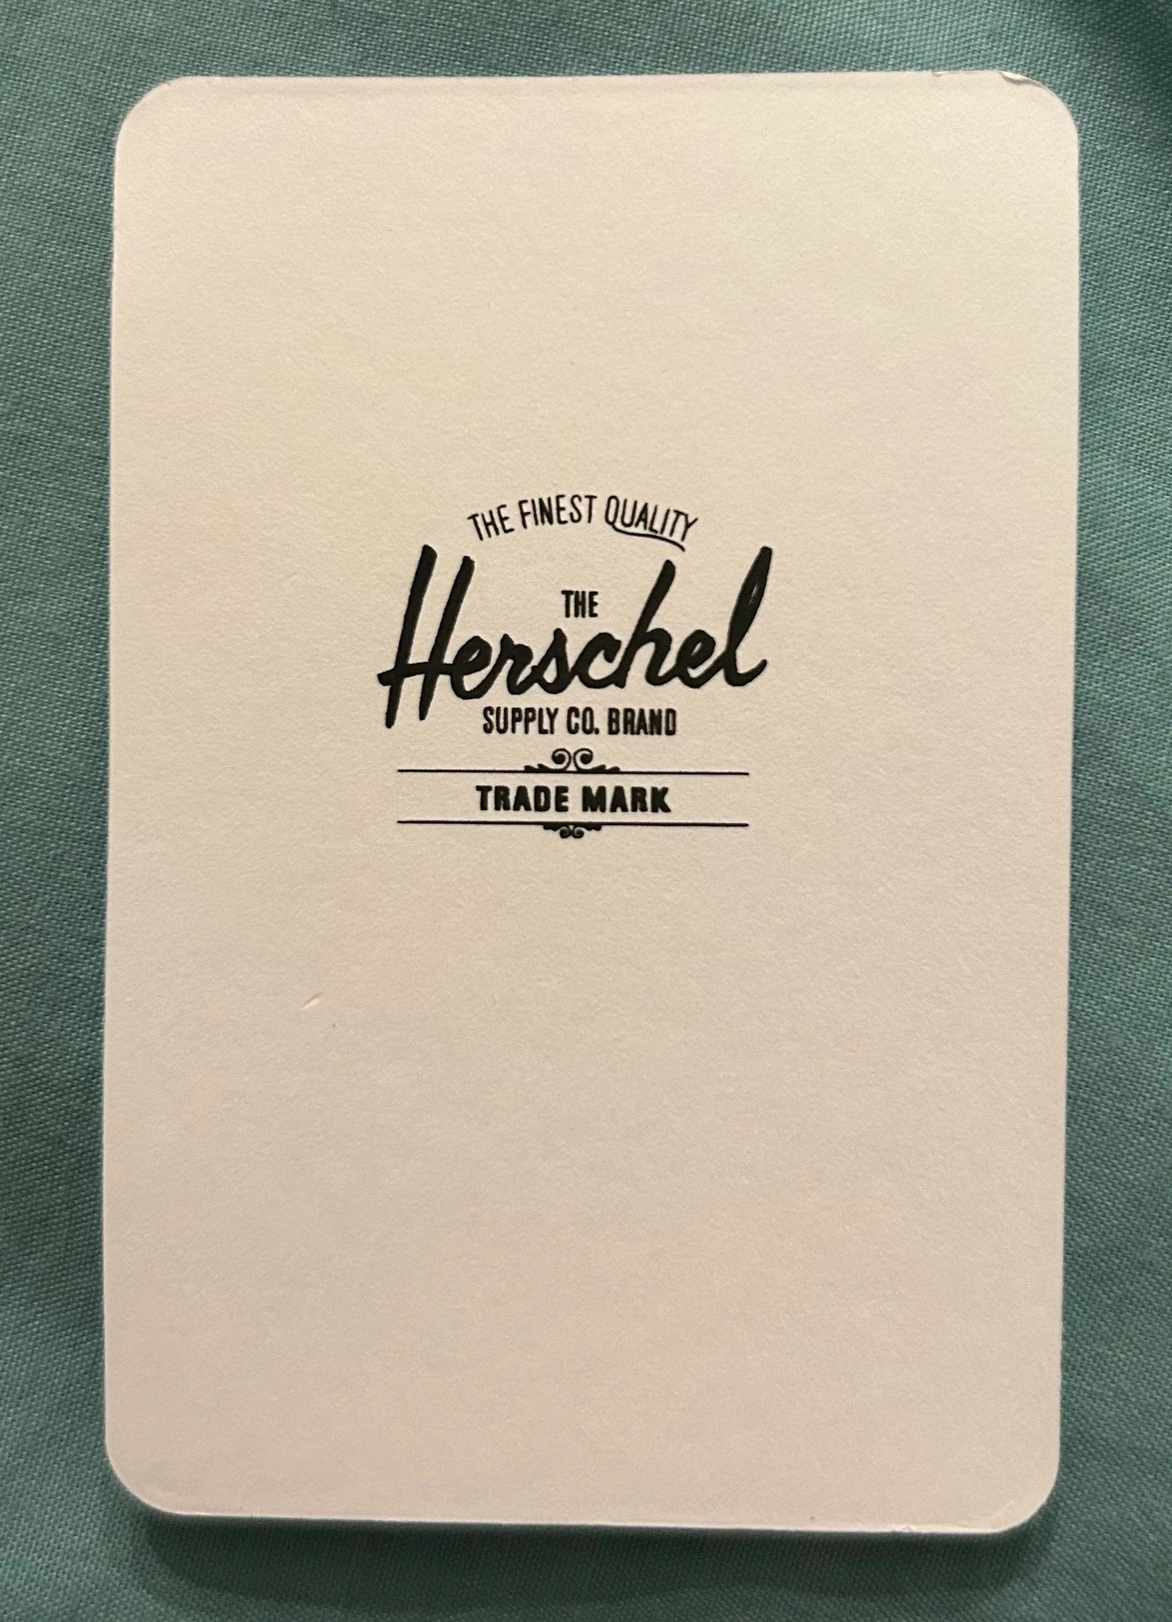 THE FINEST QUALITY
THE
Herschel
SUPPLY CO. BRAND
TRADE MARK